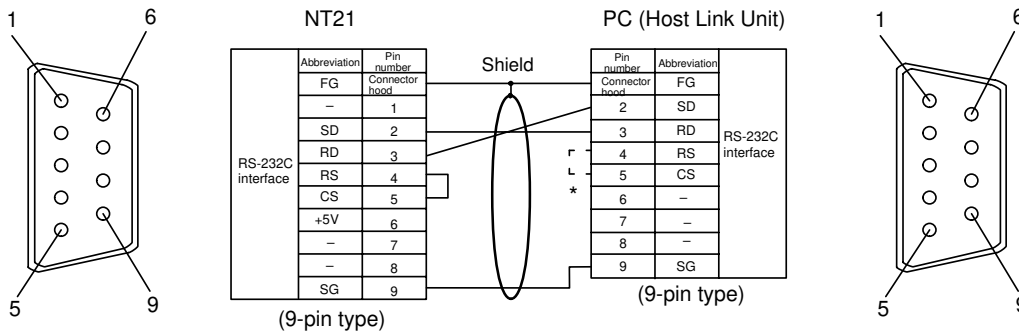 NT21
PC (Host Link Unit)
1
6
5
9
Shield
RS-232C
interface
Abbreviation
Pin
number
FG
Connector
hood
–
1
SD
2
RD
3
RS
4
CS
5
+5V
6
–
7
–
8
SG
9
(9-pin type)
Pin
number
Abbreviation
Connector
hood
FG
2
SD
3
RD
4
RS
5
CS
6
–
7
–
8
–
9
SG
RS-232C
interface
*
(9-pin type)
1
6
5
9